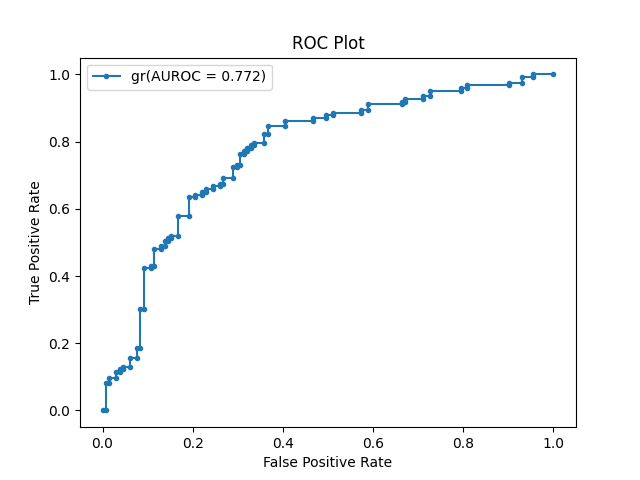 ROC Plot
gr(AUROC = 0.772)
1.0
0.8
0.6
0.4
0.2
0.0
True Positive Rate
0.0 0.2 0.4 0.6 0.8 1.0
False Positive Rate